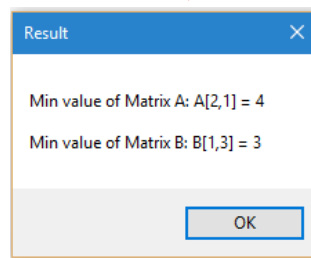 Result
Min value of Matrix A: A[2,1] = 4
Min value of Matrix B: B[1,3] = 3
OK